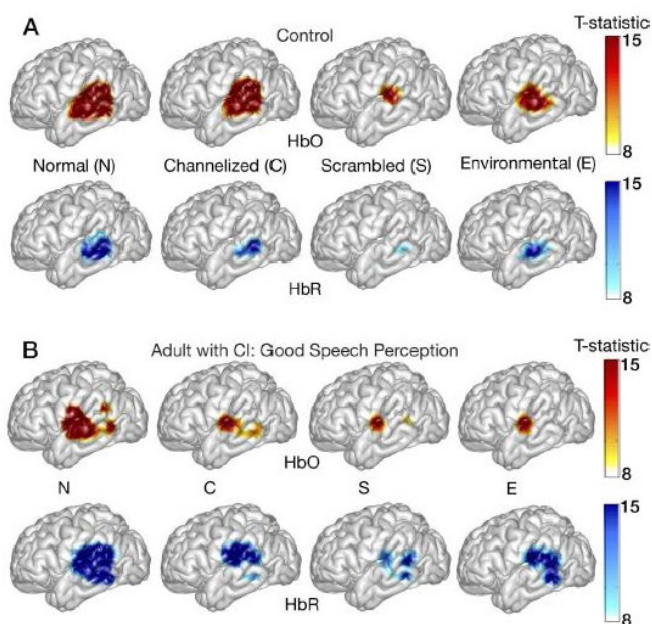 A
Control
T-statistic
15
HbO
8
Normal (N)
Channelized (C)
Scrambled (S)
Environmental (E)
15
HbR
8
B
Adult with CI: Good Speech Perception
T-statistic
15
HbO
8
N
C
S
E
15
HbR
8